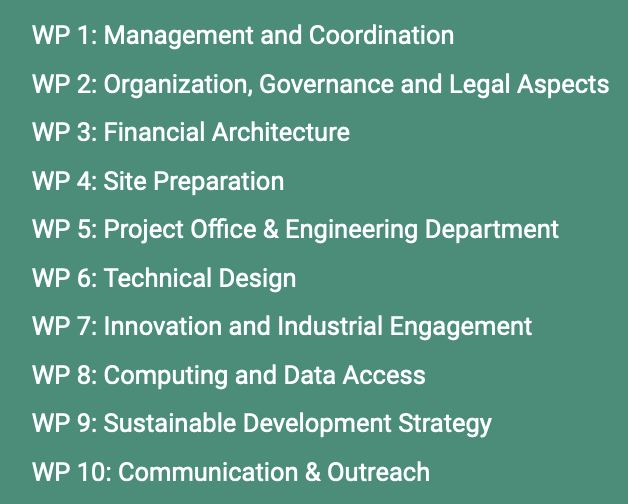 WP 1: Management and Coordination
WP 2: Organization, Governance and Legal Aspects
WP 3: Financial Architecture
WP 4: Site Preparation
WP 5: Project Office & Engineering Department
WP 6: Technical Design
WP 7: Innovation and Industrial Engagement
WP 8: Computing and Data Access
WP 9: Sustainable Development Strategy
WP 10: Communication & Outreach